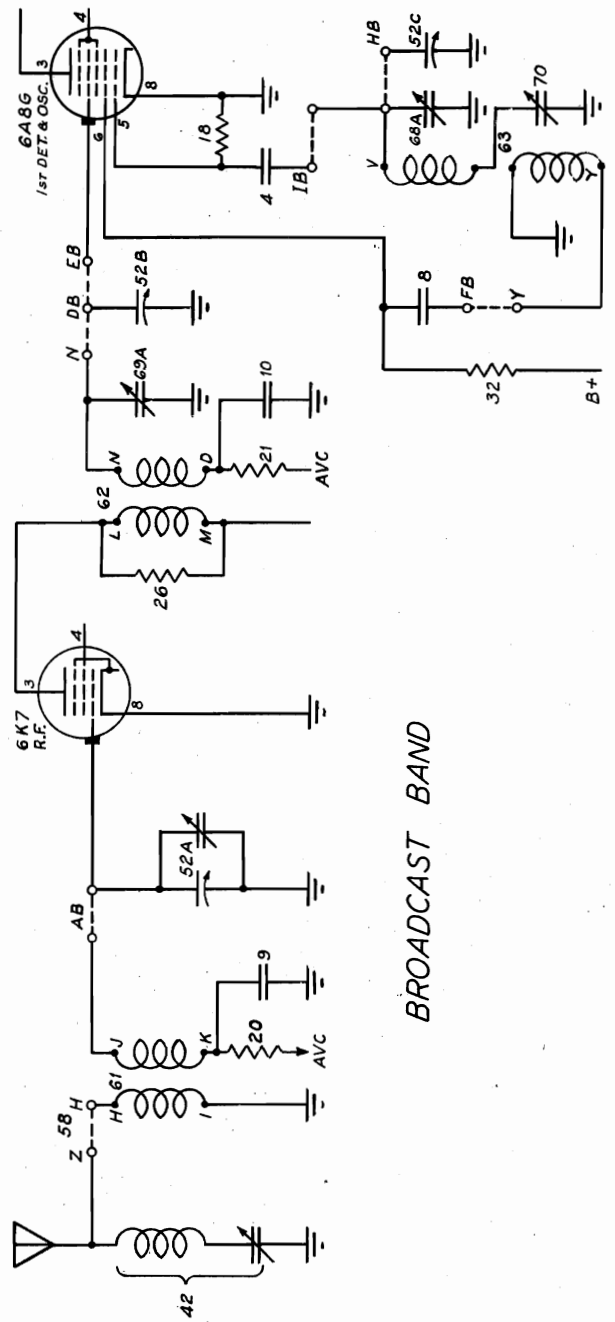 6A8G
1ST DET. & OSC.
3
4
6
5
8
18
4
IB
HB
52C
68A
V
70
63
Y
8
FB
Y
32
B+
EB
DB
N
52B
69A
10
N
D
21
AVC
62
L
M
26
6K7
R.F.
3
4
8
AB
52A
J
K
9
20
AVC
61
H
I
58
Z
H
42
BROADCAST BAND